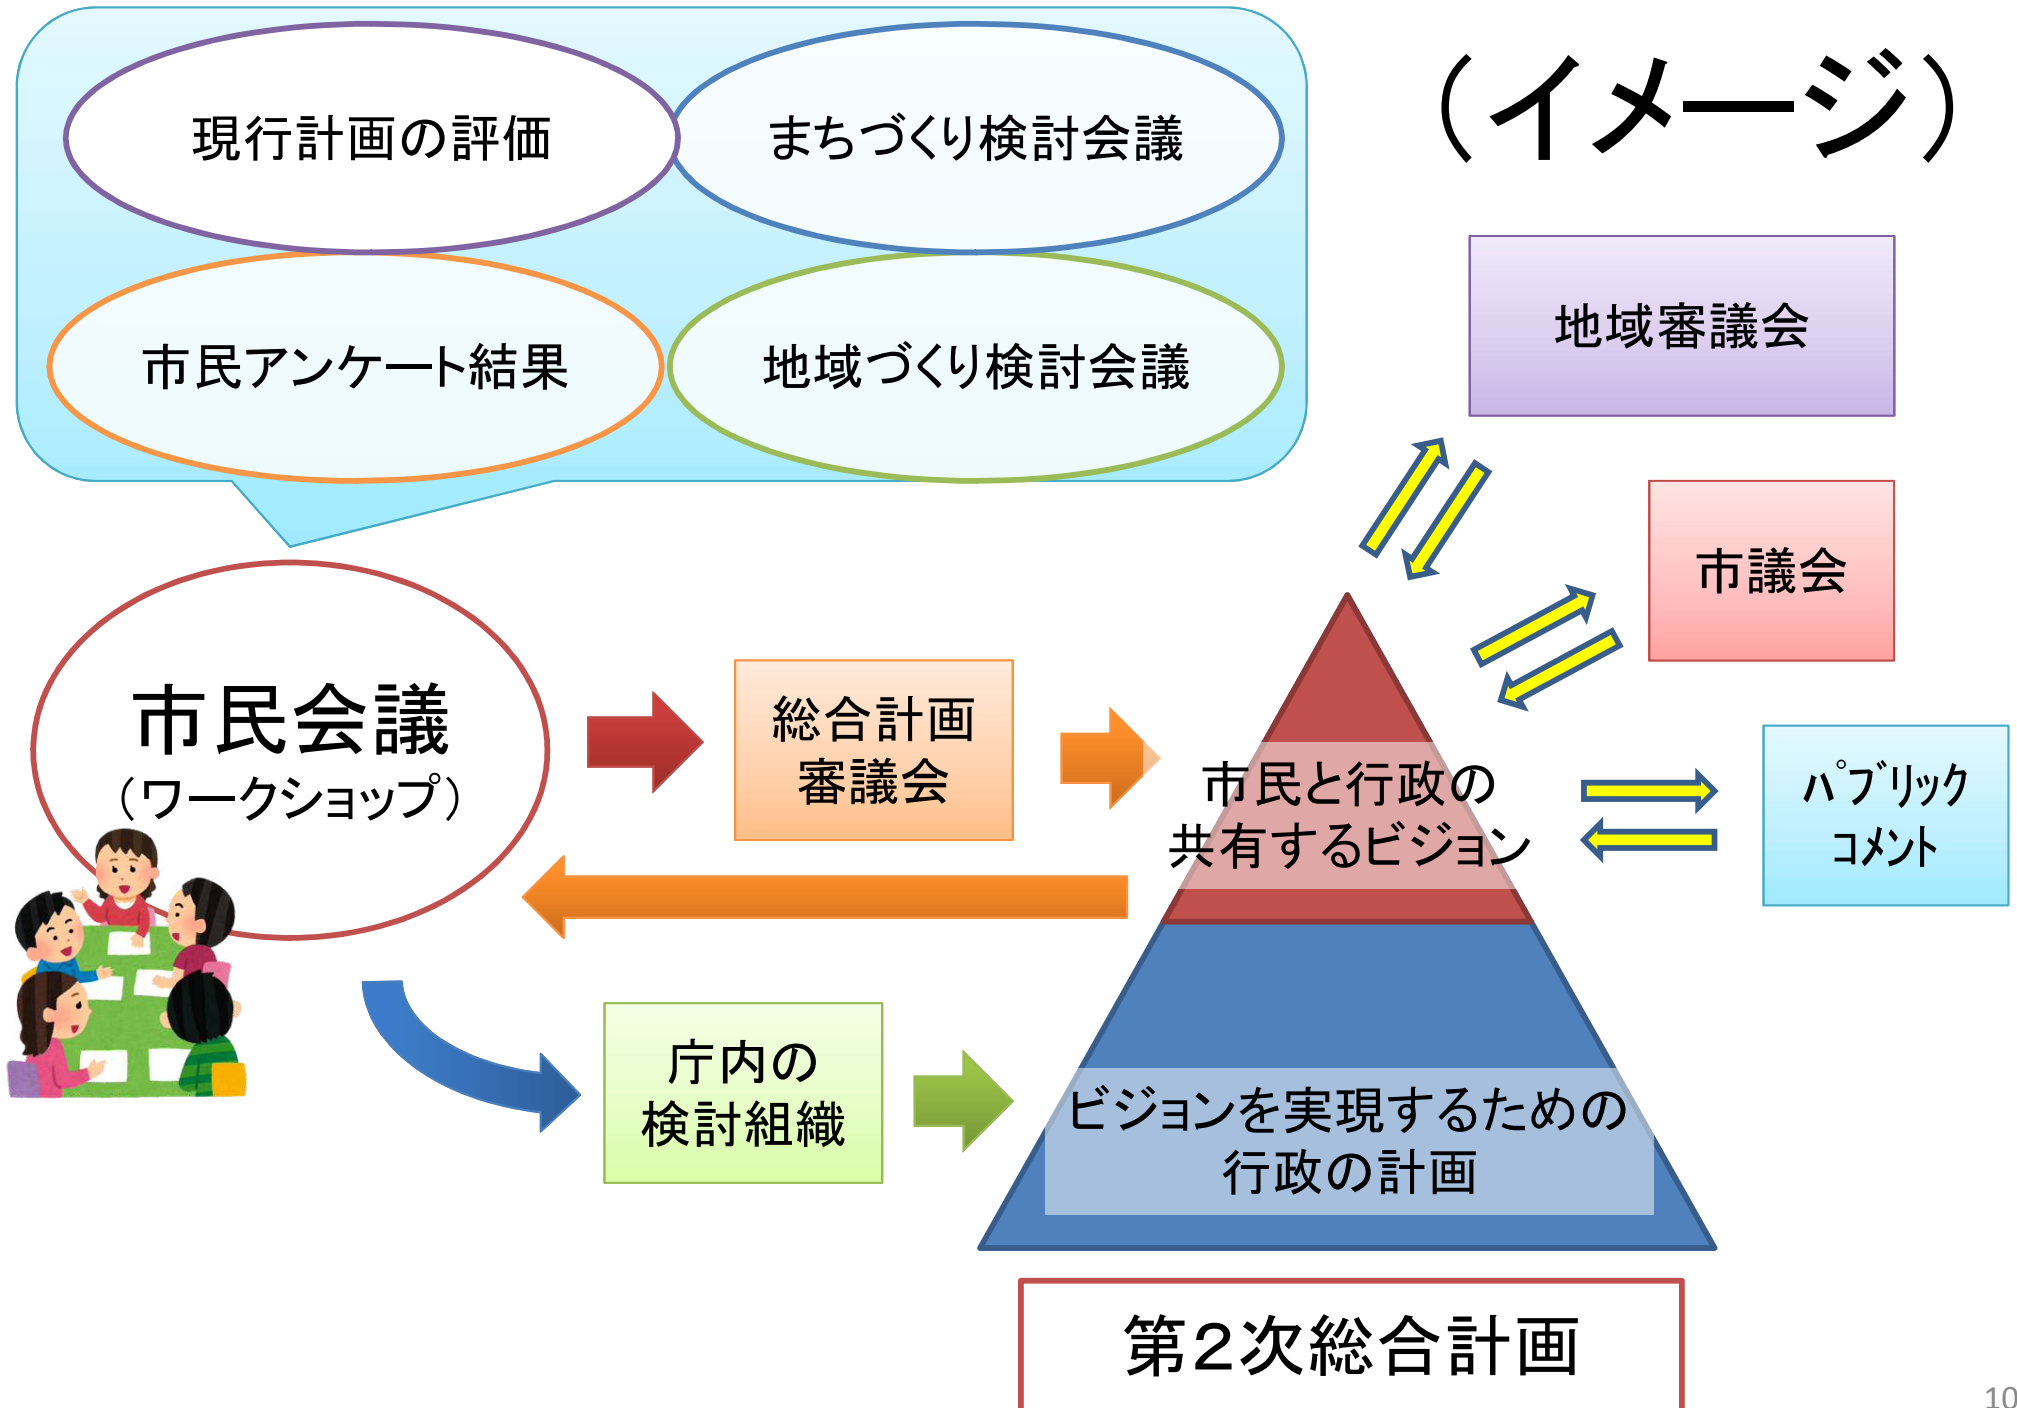 （イメージ）
現行計画の評価
まちづくり検討会議
市民アンケート結果
地域づくり検討会議
地域審議会
市議会
市民会議
（ワークショップ）
総合計画
審議会
市民と行政の
共有するビジョン
ﾊﾟﾌﾞﾘｯｸ
ｺﾒﾝﾄ
庁内の
検討組織
ビジョンを実現するための
行政の計画
第２次総合計画
10